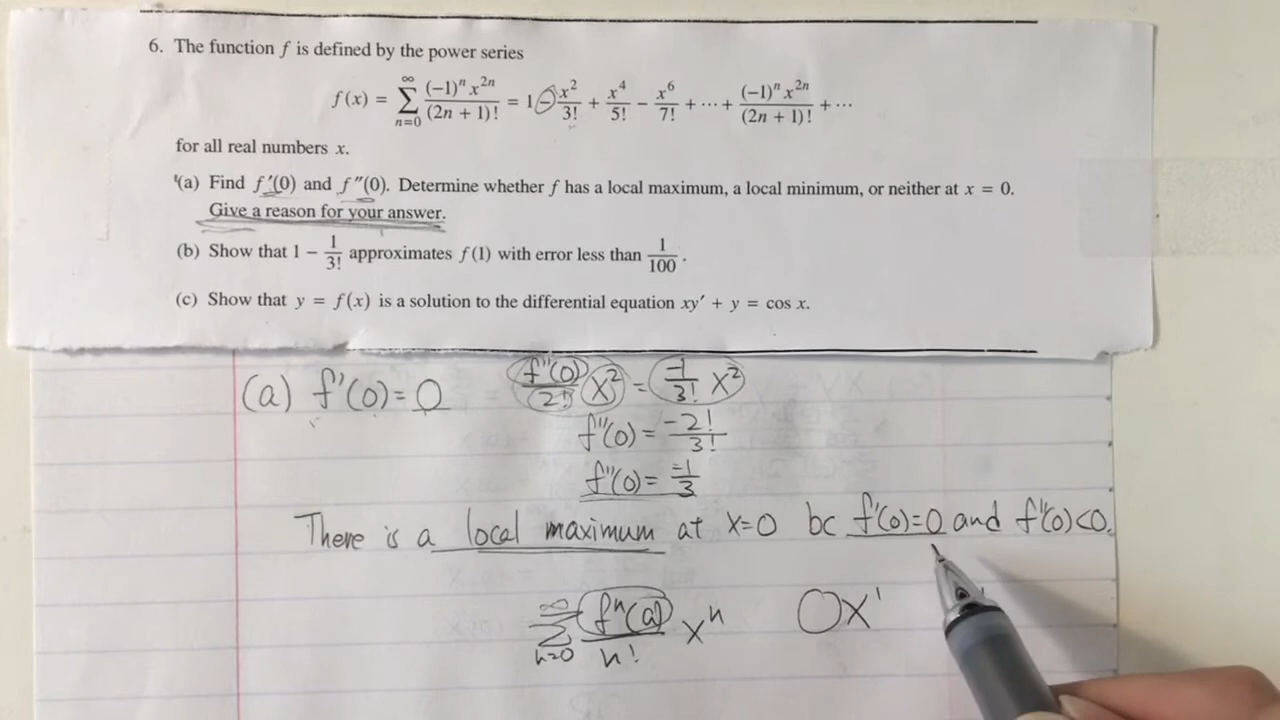 6. The function f is defined by the power series
f(x) = ∑_{n=0}^{∞} (-1)^n x^{2n} / (2n + 1)! = 1 - x^2/3! + x^4/5! - x^6/7! + ··· + (-1)^n x^{2n} / (2n + 1)! + ···
for all real numbers x.
(a) Find f′(0) and f″(0). Determine whether f has a local maximum, a local minimum, or neither at x = 0.
Give a reason for your answer.
(b) Show that 1 - 1/3! approximates f(1) with error less than 1/100.
(c) Show that y = f(x) is a solution to the differential equation xy′ + y = cos x.
(a) f'(0)=0 f"(0)/2! x^2 = -1/3! x^2
f"(0)= -2!/3!
f"(0)= -1/3
There is a local maximum at x=0 bc f'(0)=0 and f"(0)<0.
∑_{n=0}^{∞} f^n(a)/n! x^n 0x'